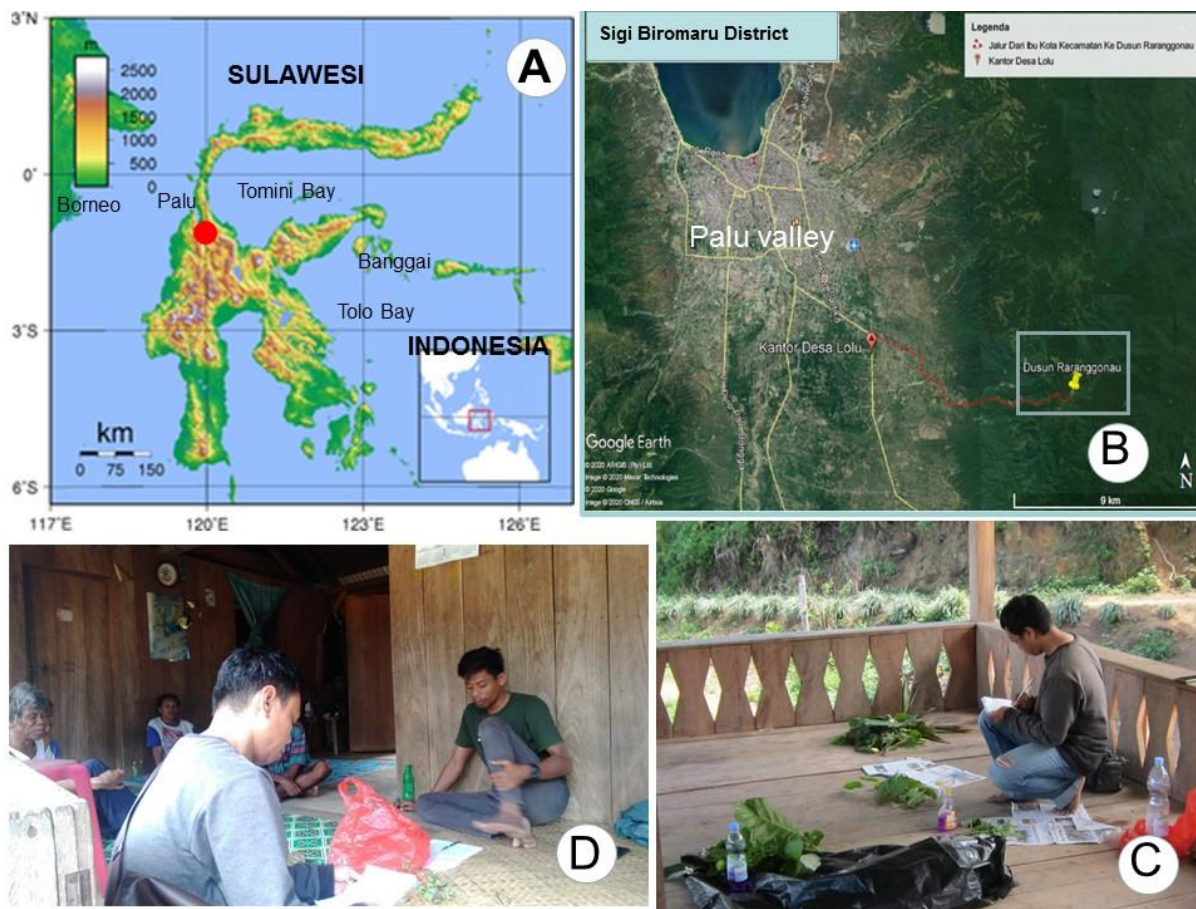 3°N
m
2500
2000
1500
1000
500
0
SULAWESI
A
0°
Borneo
Palu
Tomini Bay
Banggai
Tolo Bay
3°S
INDONESIA
km
0 75 150
6°S
117°E
120°E
123°E
126°E
Sigi Biromaru District
Legenda
Jalur Dari Ibu Kota Kecamatan Ke Dusun Raranggonau
Kantor Desa Lolu
Palu valley
Kantor Desa Lolu
Dusun Raranggonau
B
Google Earth
© 2020 Google
N
9 km
D
C